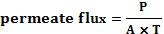 permeate flux = P / A × T